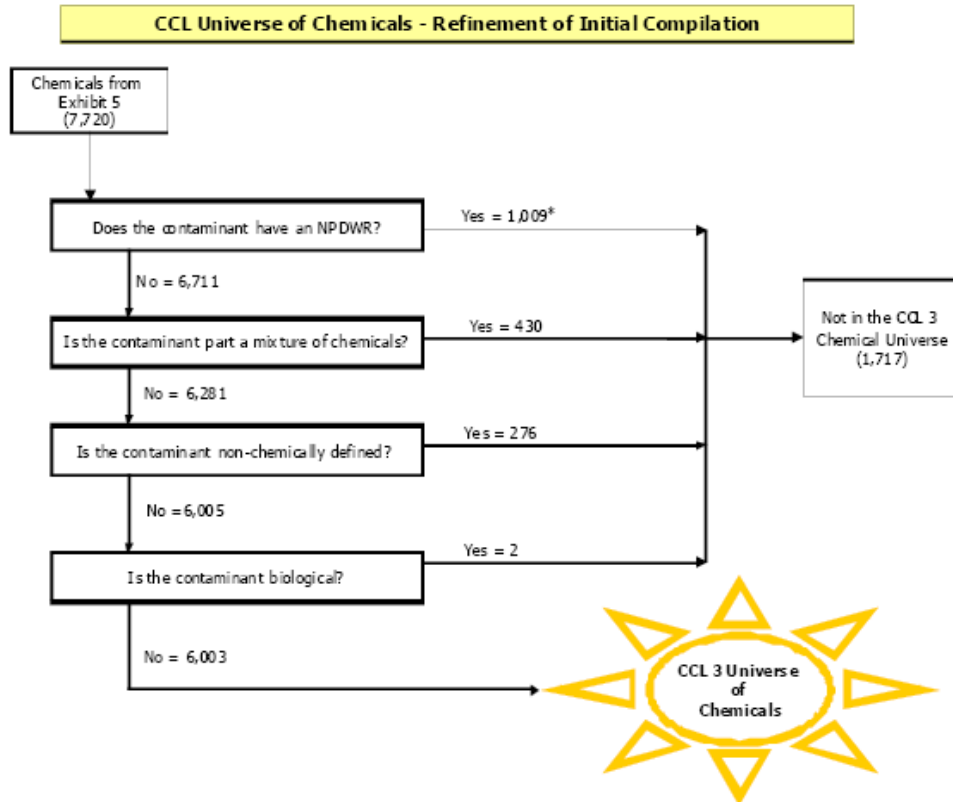 CCL Universe of Chemicals - Refinement of Initial Compilation
Chemicals from
Exhibit 5
(7,720)
Does the contaminant have an NPDWR?
Yes = 1,009*
No = 6,711
Is the contaminant part a mixture of chemicals?
Yes = 430
Not in the CCL 3
Chemical Universe
(1,717)
No = 6,281
Is the contaminant non-chemically defined?
Yes = 276
No =6,005
Is the contaminant biological?
Yes = 2
No = 6,003
CCL 3 Universe
of
Chemicals